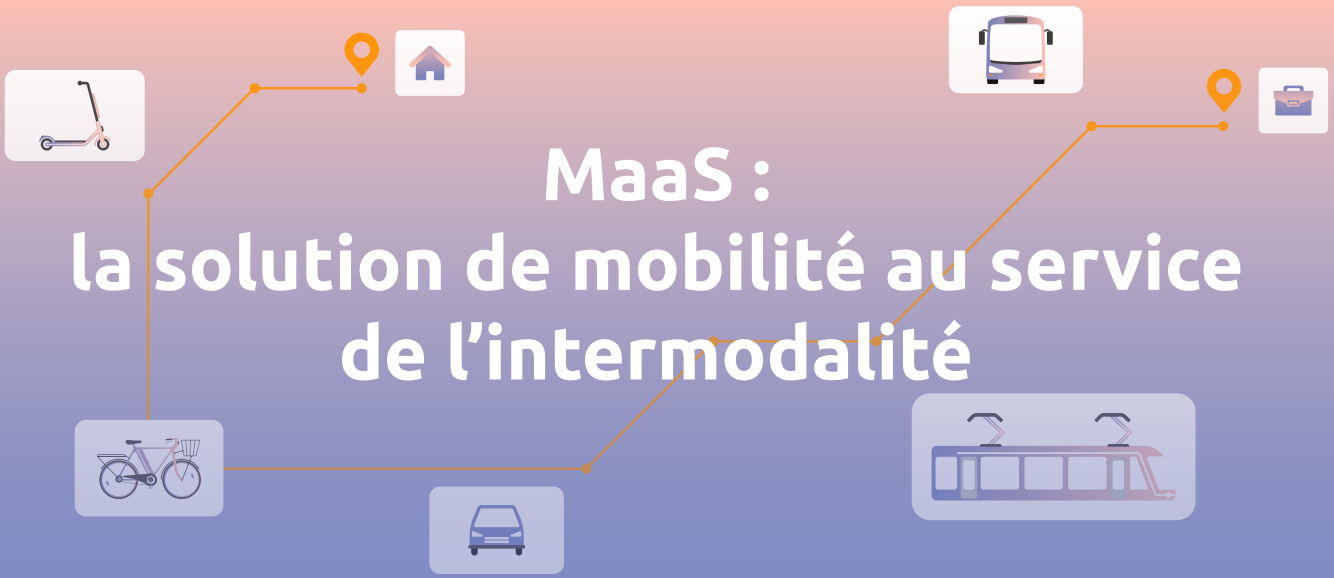 MaaS :
la solution de mobilité au service
de l’intermodalité